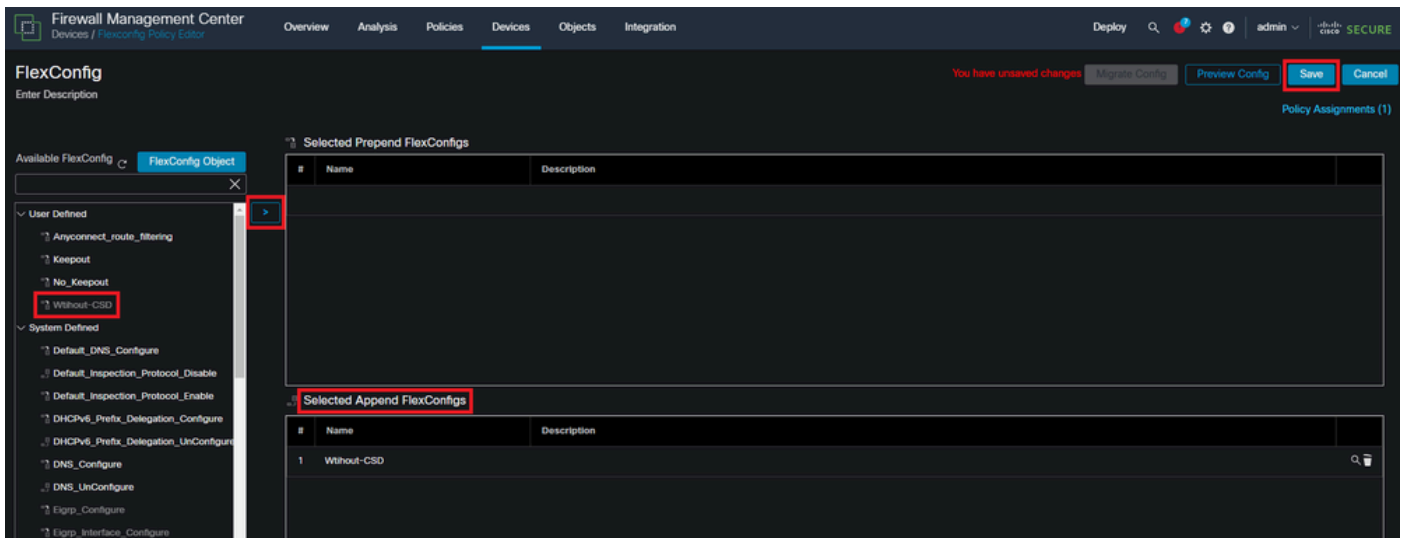 Firewall Management Center
Devices / Flexconfig Policy Editor
Overview Analysis Policies Devices Objects Integration Deploy admin cisco SECURE
FlexConfig
Enter Description
You have unsaved changes Migrate Config Preview Config Save Cancel
Policy Assignments (1)
Available FlexConfig FlexConfig Object
User Defined
Anyconnect_route_filtering
Keepout
No_Keepout
Wtihout-CSD
System Defined
Default_DNS_Configure
Default_Inspection_Protocol_Disable
Default_Inspection_Protocol_Enable
DHCPv6_Prefix_Delegation_Configure
DHCPv6_Prefix_Delegation_UnConfigure
DNS_Configure
DNS_UnConfigure
Eigrp_Configure
Eigrp_Interface_Configure
>
Selected Prepend FlexConfigs
# Name Description
Selected Append FlexConfigs
# Name Description
1 Wtihout-CSD